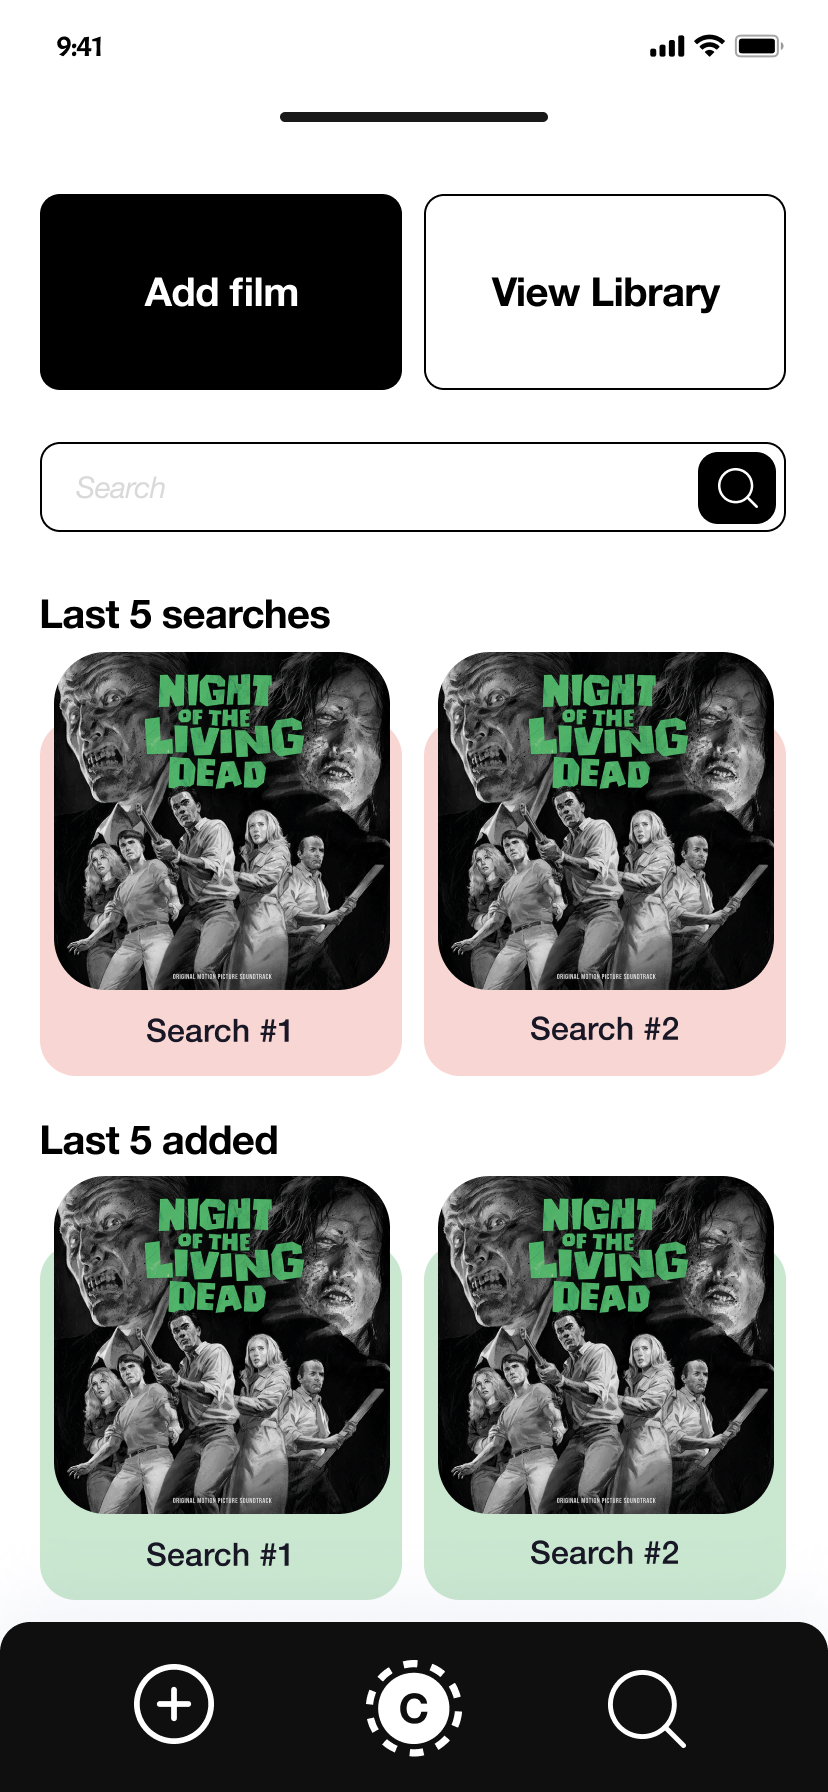 9:41
Add film
View Library
Search
Last 5 searches
NIGHT
OF THE
LIVING
DEAD
ORIGINAL MOTION PICTURE SOUNDTRACK
Search #1
NIGHT
OF THE
LIVING
DEAD
ORIGINAL MOTION PICTURE SOUNDTRACK
Search #2
Last 5 added
NIGHT
OF THE
LIVING
DEAD
ORIGINAL MOTION PICTURE SOUNDTRACK
Search #1
NIGHT
OF THE
LIVING
DEAD
ORIGINAL MOTION PICTURE SOUNDTRACK
Search #2
C